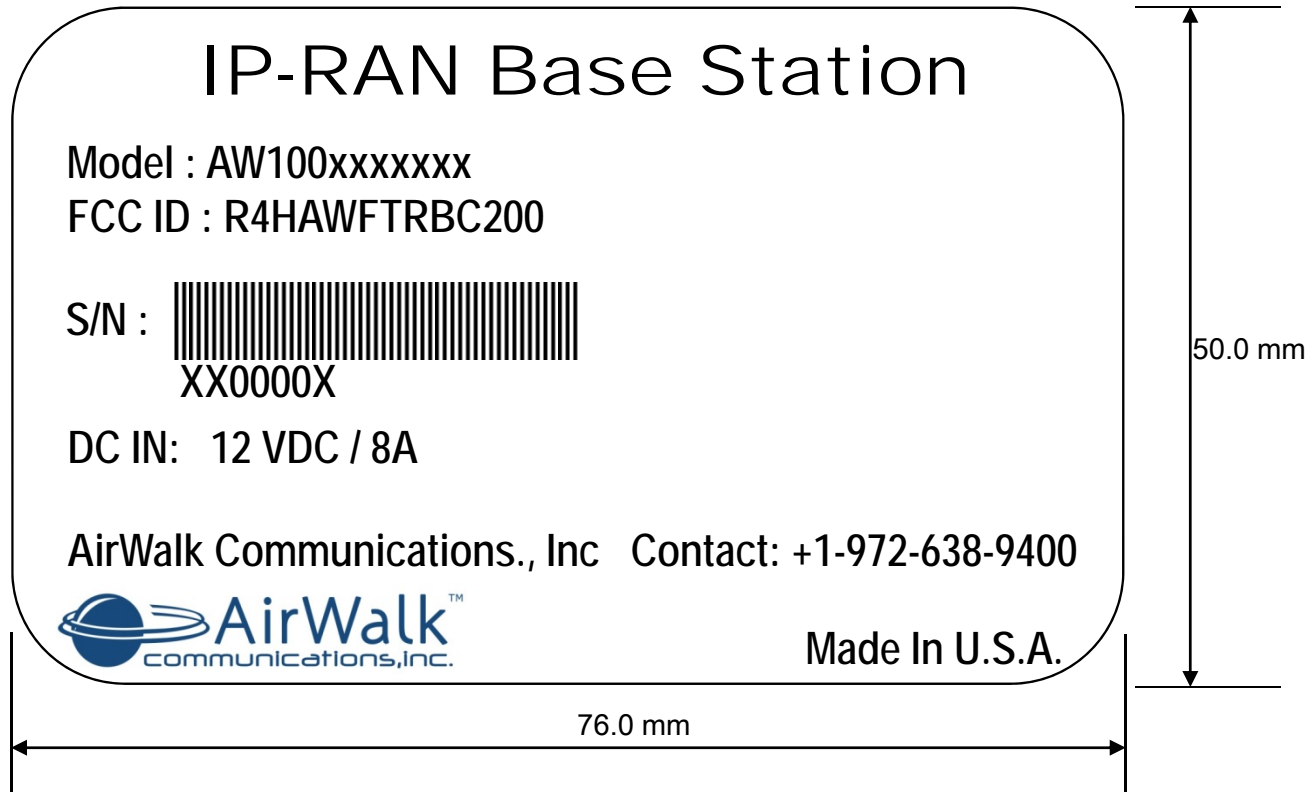 IP-RAN Base Station
Model : AW100xxxxxxx
FCC ID : R4HAWFTRBC200
S/N :
XX0000X
50.0 mm
DC IN: 12 VDC / 8A
AirWalk Communications., Inc Contact: +1-972-638-9400
AirWalk™
communications,inc.
Made In U.S.A.
76.0 mm